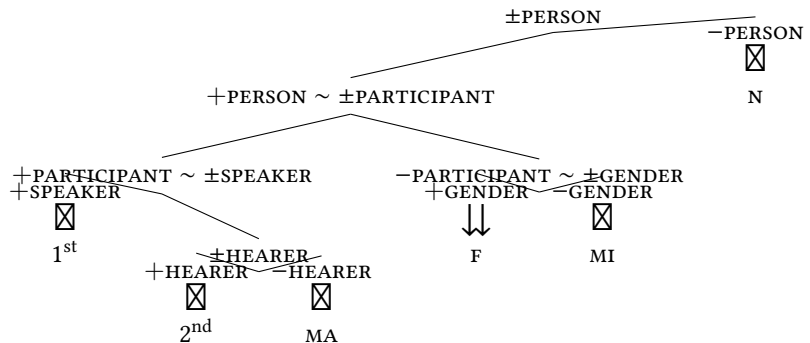 ±PERSON
−PERSON
N
+PERSON ~ ±PARTICIPANT
+PARTICIPANT ~ ±SPEAKER
−PARTICIPANT ~ ±GENDER
+SPEAKER
+GENDER
−GENDER
1st
F
MI
±HEARER
+HEARER
−HEARER
2nd
MA